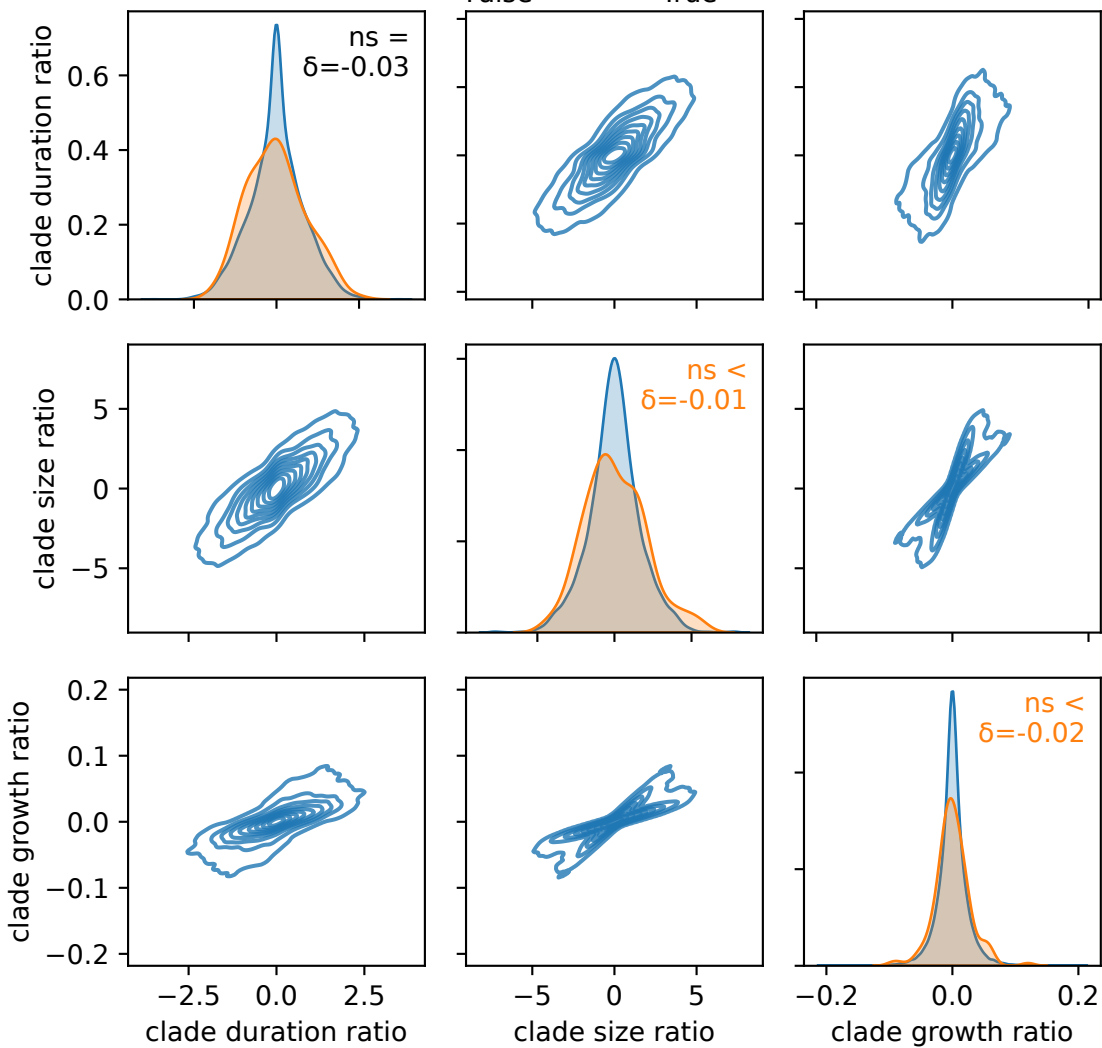 ns =
δ=-0.03
clade duration ratio
0.6
0.4
0.2
0.0
ns <
δ=-0.01
clade size ratio
5
0
−5
ns <
δ=-0.02
clade growth ratio
0.2
0.1
0.0
−0.1
−0.2
−2.5 0.0 2.5
−5 0 5
−0.2 0.0 0.2
clade duration ratio
clade size ratio
clade growth ratio